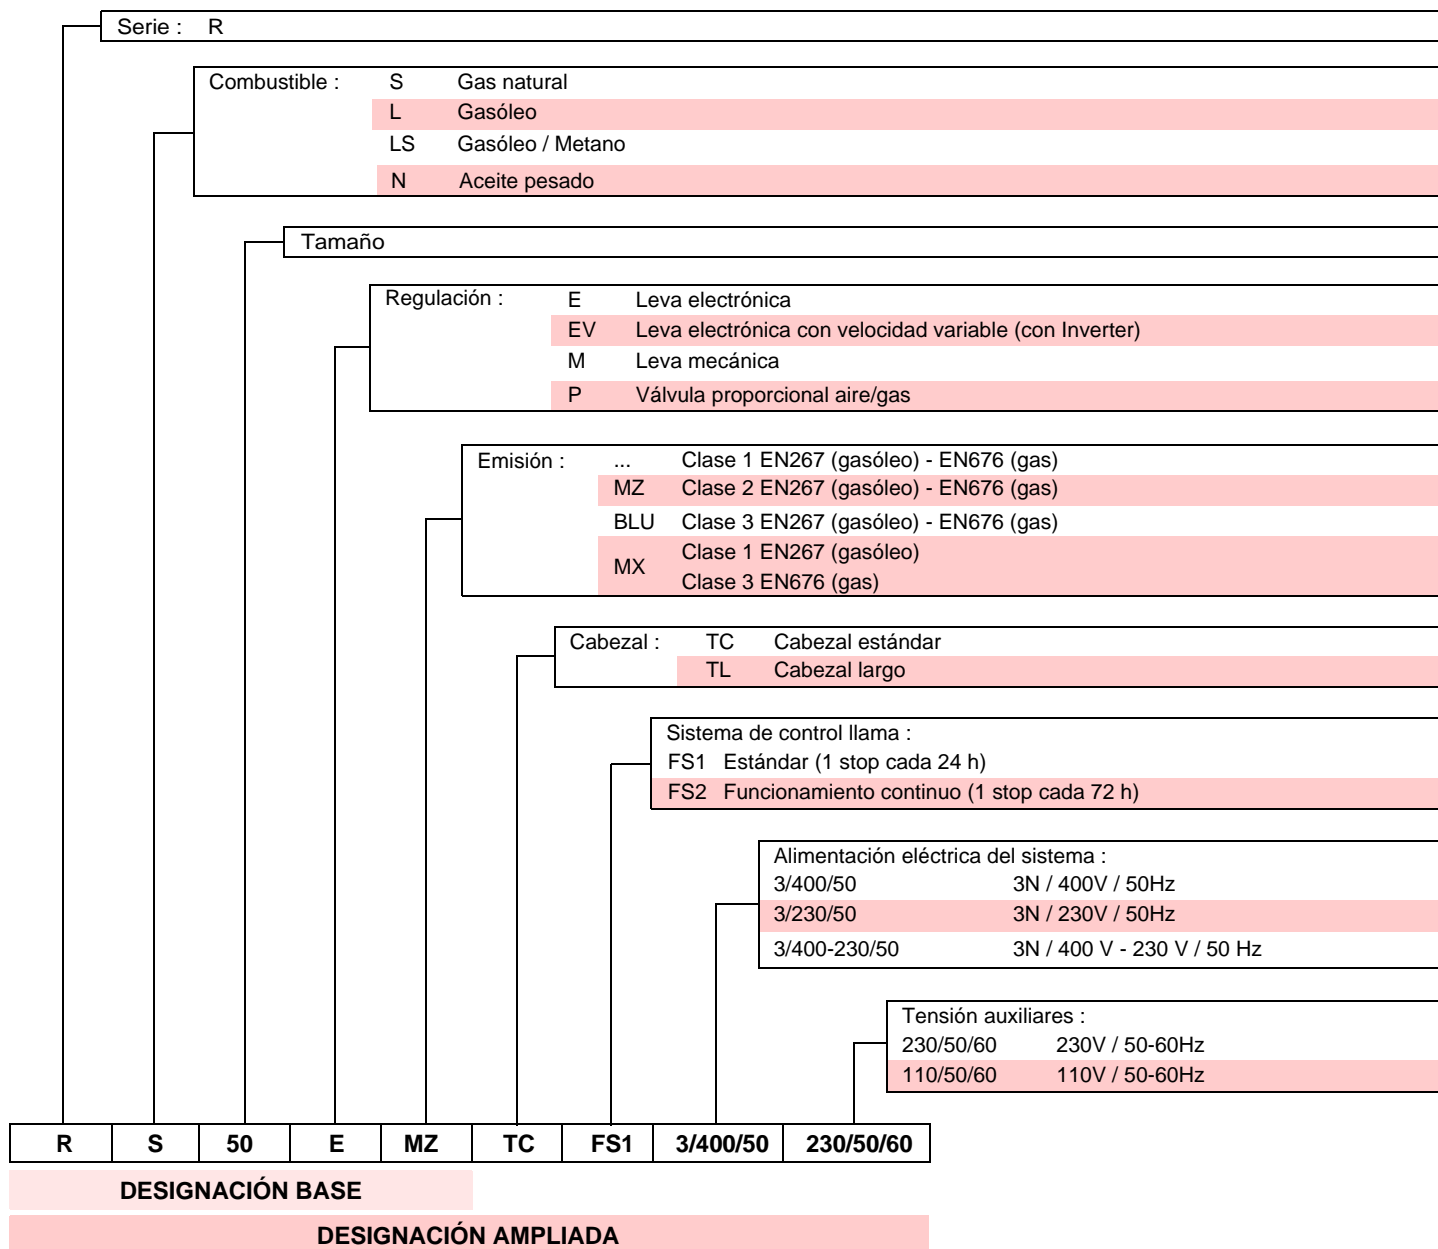 Serie : R
Combustible : S Gas natural
L Gasóleo
LS Gasóleo / Metano
N Aceite pesado
Tamaño
Regulación : E Leva electrónica
EV Leva electrónica con velocidad variable (con Inverter)
M Leva mecánica
P Válvula proporcional aire/gas
Emisión : ... Clase 1 EN267 (gasóleo) - EN676 (gas)
MZ Clase 2 EN267 (gasóleo) - EN676 (gas)
BLU Clase 3 EN267 (gasóleo) - EN676 (gas)
MX Clase 1 EN267 (gasóleo)
Clase 3 EN676 (gas)
Cabezal : TC Cabezal estándar
TL Cabezal largo
Sistema de control llama :
FS1 Estándar (1 stop cada 24 h)
FS2 Funcionamiento continuo (1 stop cada 72 h)
Alimentación eléctrica del sistema :
3/400/50 3N / 400V / 50Hz
3/230/50 3N / 230V / 50Hz
3/400-230/50 3N / 400 V - 230 V / 50 Hz
Tensión auxiliares :
230/50/60 230V / 50-60Hz
110/50/60 110V / 50-60Hz
R S 50 E MZ TC FS1 3/400/50 230/50/60
DESIGNACIÓN BASE
DESIGNACIÓN AMPLIADA